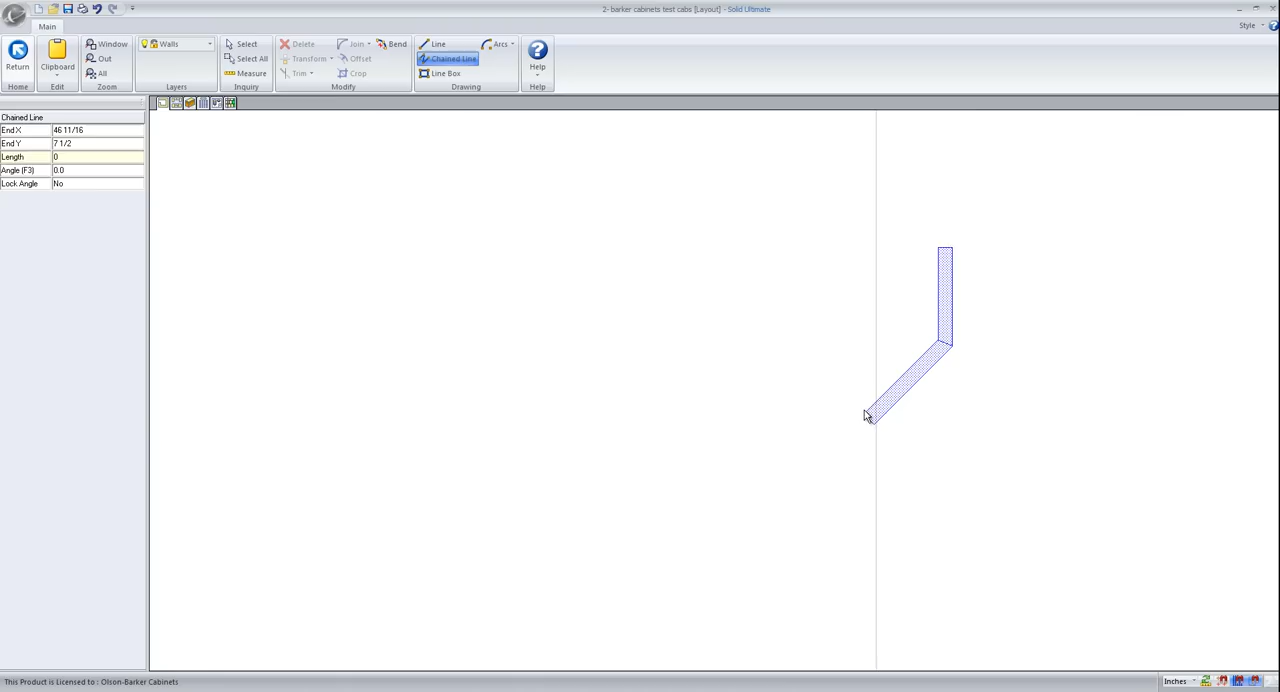 2- barker cabinets test cabs [Layout] - Solid Ultimate
Main
Style
Return
Home
Clipboard
Edit
Window
Out
All
Zoom
Walls
Layers
Select
Select All
Measure
Inquiry
Delete
Join
Bend
Transform
Offset
Trim
Crop
Modify
Line
Arcs
Chained Line
Line Box
Drawing
Help
Help
Chained Line
End X 46 11/16
End Y 7 1/2
Length 0
Angle (F3) 0.0
Lock Angle No
This Product is Licensed to : Olson-Barker Cabinets
Inches